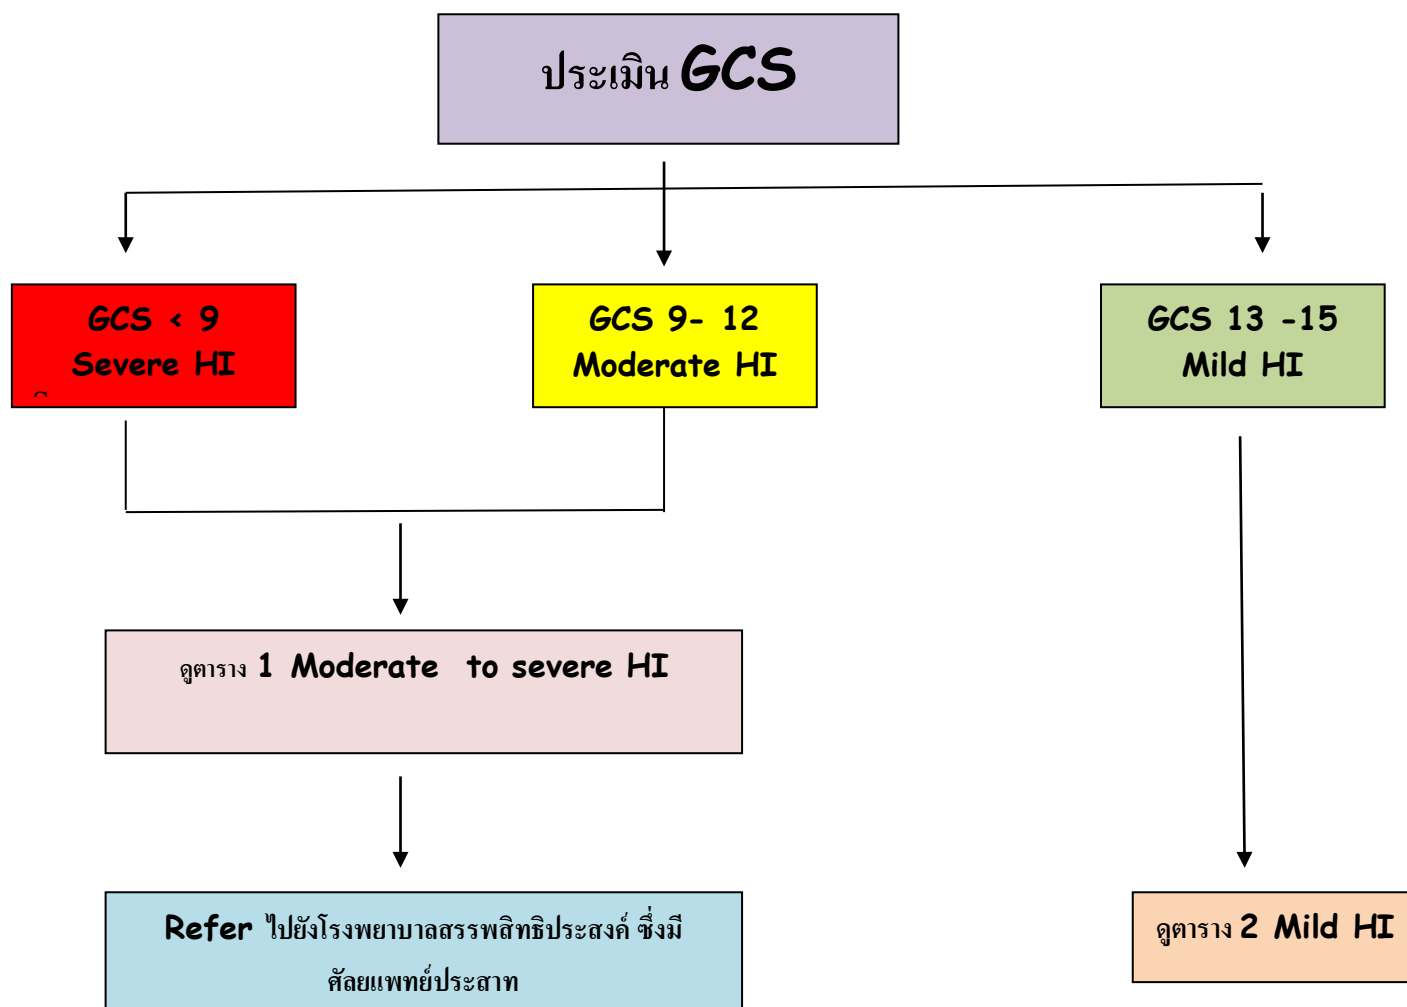 ประเมิน GCS
GCS < 9
Severe HI
GCS 9- 12
Moderate HI
GCS 13 -15
Mild HI
ดูตาราง 1 Moderate to severe HI
Refer ไปยังโรงพยาบาลสรรพสิทธิประสงค์ ซึ่งมี
ศัลยแพทย์ประสาท
ดูตาราง 2 Mild HI